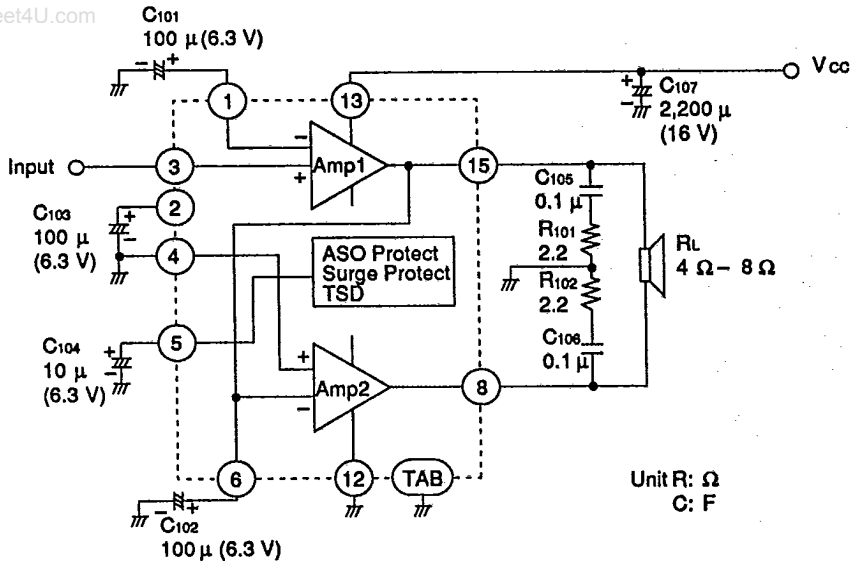 eet4U.com
C101
100 μ (6.3 V)
− +
1
13
+
−
C107
2,200 μ
(16 V)
VCC
Input
3
−
+
Amp1
15
2
C103
100 μ
(6.3 V)
+
−
4
C105
0.1 μ
R101
2.2
R102
2.2
C106
0.1 μ
RL
4 Ω – 8 Ω
ASO Protect
Surge Protect
TSD
5
C104
10 μ
(6.3 V)
+
−
+
−
Amp2
8
6
12
TAB
− +
C102
100 μ (6.3 V)
Unit R: Ω
C: F